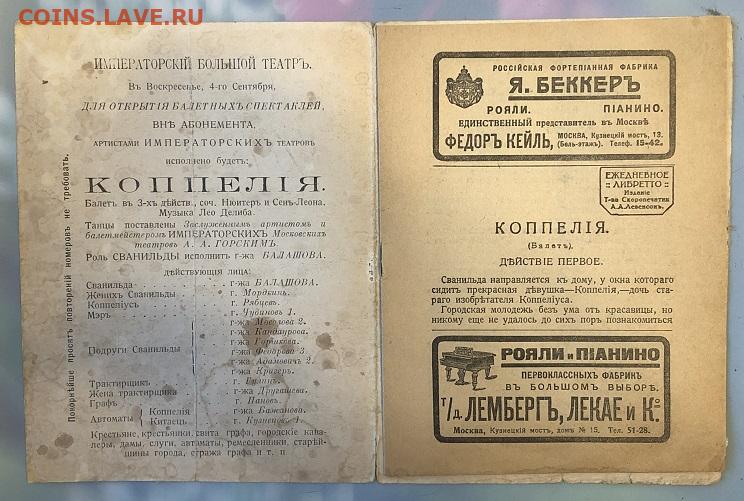 COINS.LAVE.RU
ИМПЕРАТОРСКІЙ БОЛЬШОЙ ТЕАТРЪ.
Въ Воскресенье, 4-го Сентября,
ДЛЯ ОТКРЫТІЯ БАЛЕТНЫХЪ СПЕКТАКЛЕЙ,
ВНѢ АБОНЕМЕНТА,
АРТИСТАМИ ИМПЕРАТОРСКИХЪ ТЕАТРОВЪ
исполнено будетъ:
КОППЕЛІЯ.
Балетъ въ 3-хъ дѣйств., соч. Нюитера и Сенъ-Леона.
Музыка Лео Делиба.
Танцы поставлены Заслуженнымъ артистомъ и
балетмейстеромъ ИМПЕРАТОРСКИХЪ Московскихъ
театровъ А. А. ГОРСКИМЪ.
Роль СВАНИЛЬДЫ исполнитъ г-жа БАЛАШОВА.
ДѢЙСТВУЮЩІЯ ЛИЦА:
Сванильда г-жа БАЛАШОВА.
Женихъ Сванильды г. Мордкинъ.
Коппеліусъ г. Рябцевъ.
Мэръ г. Чудиновъ 1.
г-жа Мосолова 2.
г-жа Кандаурова.
г-жа Горшкова.
Подруги Сванильды г-жа Федорова 3
г-жа Адамовичъ 2.
г-жа Кригеръ.
Трактирщикъ г.
Жена трактирщика г-жа Другашева.
Графъ г. Пановъ.
Автоматы Коппелія г-жа Бажанова.
Китаецъ г. Кузнецовъ 1.
Крестьяне, крестьянки, свита графа, городскіе кава-
леры, дамы, слуги, автоматы, ремесленники, старѣй-
шины города, стража графа и т. п
Покорнѣйше просятъ повтореній номеровъ не требовать.
РОССІЙСКАЯ ФОРТЕПІАННАЯ ФАБРИКА
Я. БЕККЕРЪ
РОЯЛИ. ПІАНИНО.
ЕДИНСТВЕННЫЙ представитель въ Москвѣ
ФЕДОРЪ КЕЙЛЬ, МОСКВА, Кузнецкій мостъ, 13.
(Бель-этажъ). Телеф. 15-42.
ЕЖЕДНЕВНОЕ
ЛИБРЕТТО
Изданіе
Т-ва Скоропечатни
А.А.Левенсонъ.
КОППЕЛІЯ.
(Балетъ).
ДѢЙСТВІЕ ПЕРВОЕ.
Сванильда направляется къ дому, у окна котораго
сидитъ прекрасная дѣвушка—Коппелія,—дочь ста-
раго изобрѣтателя Коппеліуса.
Городская молодежь безъ ума отъ красавицы, но
никому еще не удалось до сихъ поръ познакомиться
РОЯЛИ и ПІАНИНО
ПЕРВОКЛАССНЫХЪ ФАБРИКЪ
ВЪ БОЛЬШОМЪ ВЫБОРѢ.
Т/Д. ЛЕМБЕРГЪ, ЛЕКАЕ и Ко.
Москва, Кузнецкій мостъ, домъ № 15. Тел. 51-28.